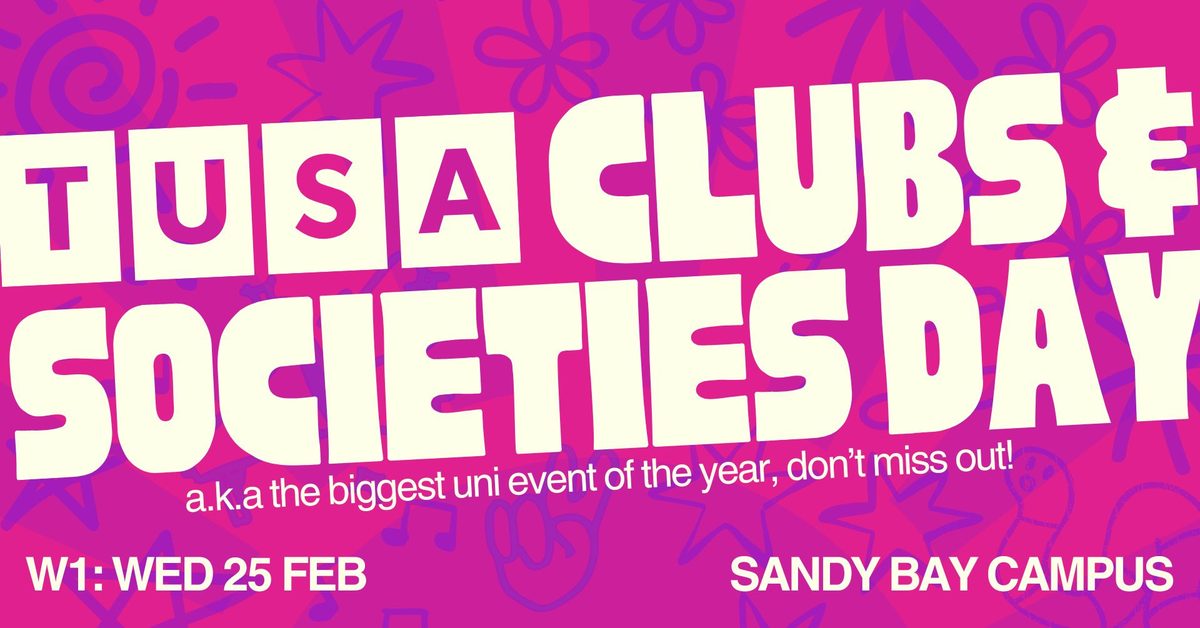 TUSA CLUBS &
SOCIETIES DAY
a.k.a the biggest uni event of the year, don't miss out!
W1: WED 25 FEB
SANDY BAY CAMPUS